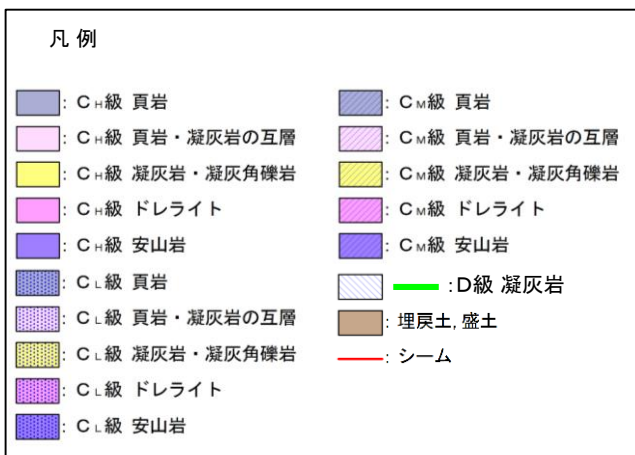 凡 例
: CH級 頁岩
: CH級 頁岩・凝灰岩の互層
: CH級 凝灰岩・凝灰角礫岩
: CH級 ドレライト
: CH級 安山岩
: CL級 頁岩
: CL級 頁岩・凝灰岩の互層
: CL級 凝灰岩・凝灰角礫岩
: CL級 ドレライト
: CL級 安山岩
: CM級 頁岩
: CM級 頁岩・凝灰岩の互層
: CM級 凝灰岩・凝灰角礫岩
: CM級 ドレライト
: CM級 安山岩
:D級 凝灰岩
: 埋戻土, 盛土
: シーム